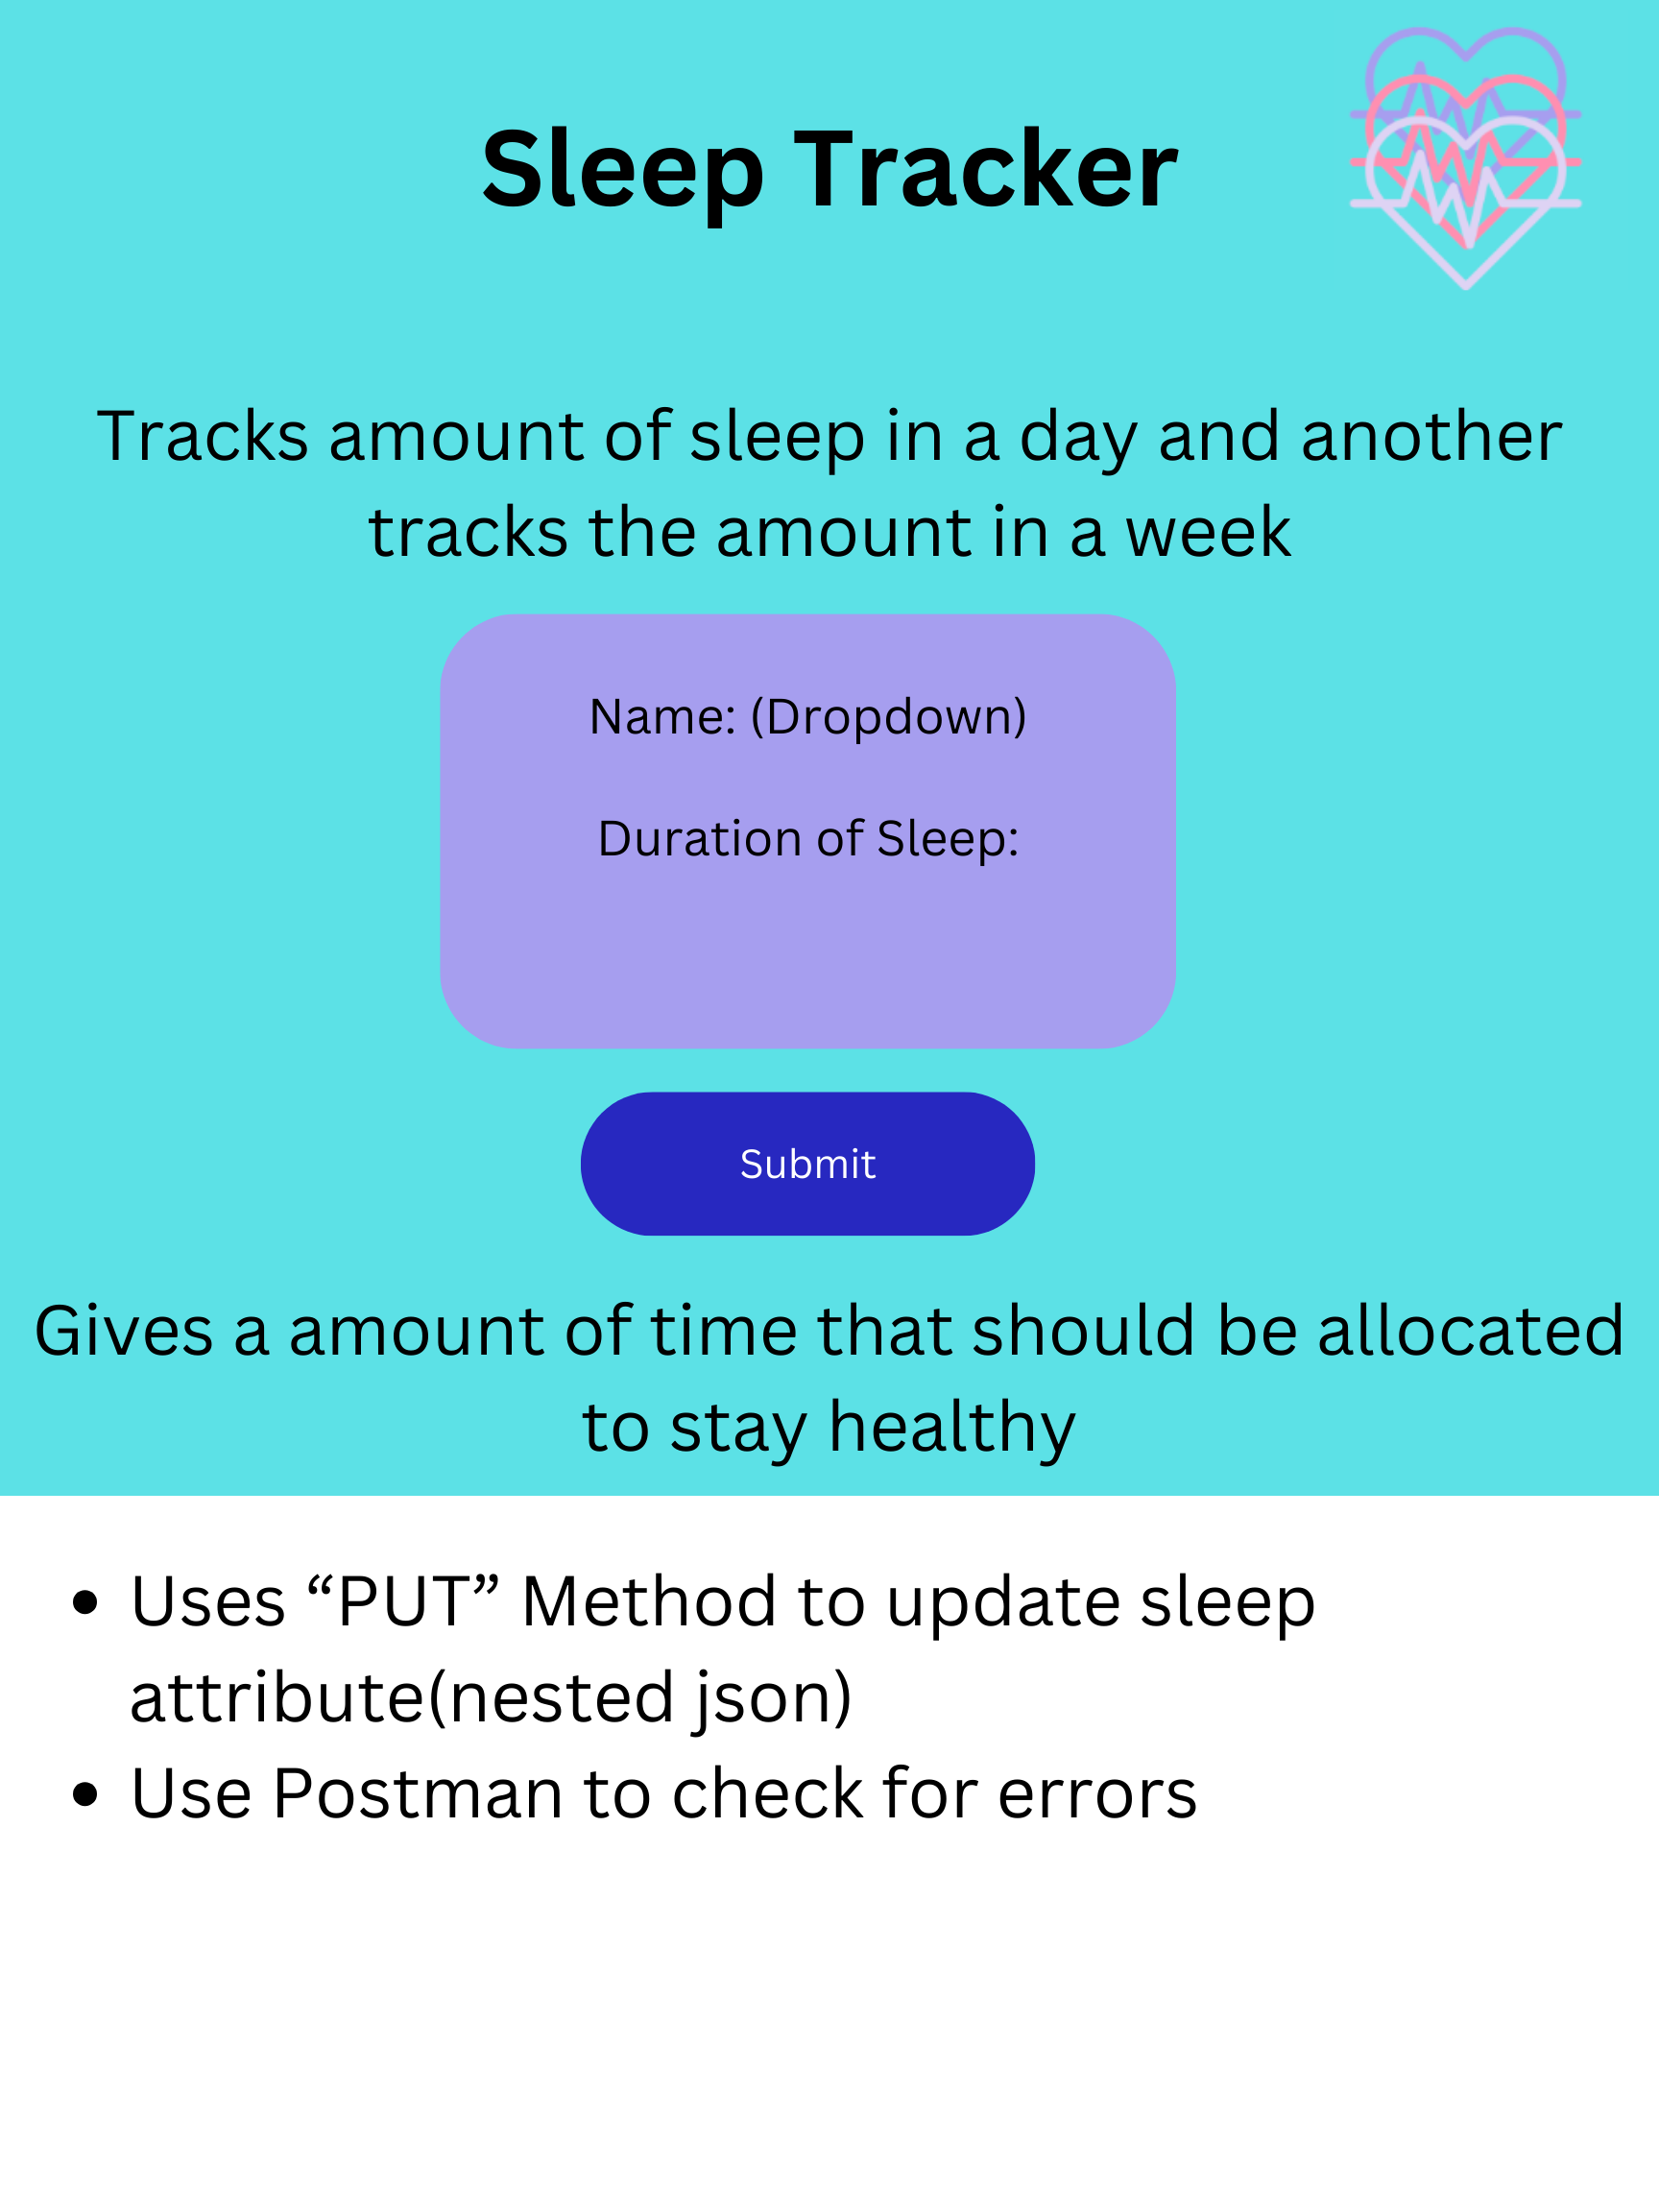 Sleep Tracker
Tracks amount of sleep in a day and another
tracks the amount in a week
Name: (Dropdown)
Duration of Sleep:
Submit
Gives a amount of time that should be allocated
to stay healthy
• Uses “PUT” Method to update sleep
attribute(nested json)
• Use Postman to check for errors